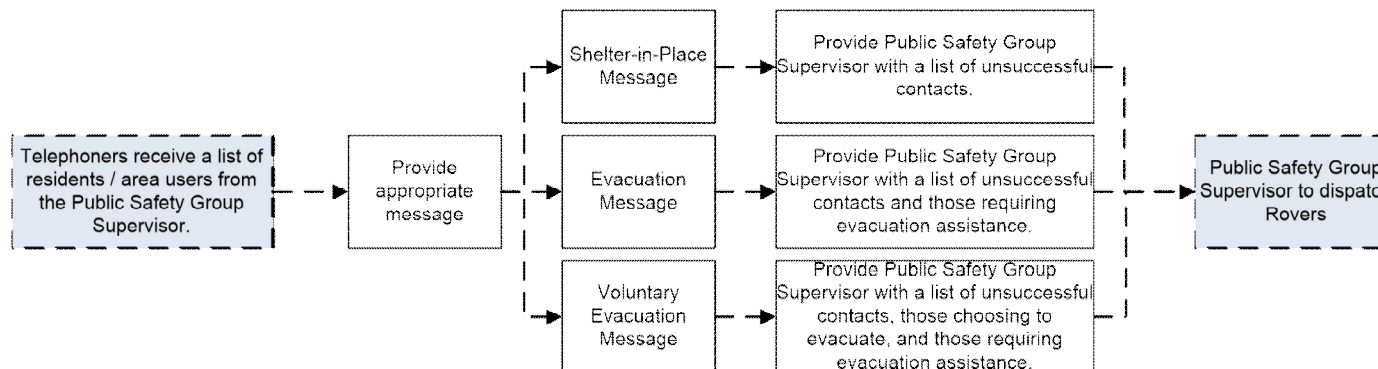 Telephoners receive a list of
residents / area users from
the Public Safety Group
Supervisor.
Provide
appropriate
message
Shelter-in-Place
Message
Provide Public Safety Group
Supervisor with a list of unsuccessful
contacts.
Evacuation
Message
Provide Public Safety Group
Supervisor with a list of unsuccessful
contacts and those requiring
evacuation assistance.
Voluntary
Evacuation
Message
Provide Public Safety Group
Supervisor with a list of unsuccessful
contacts, those choosing to
evacuate, and those requiring
evacuation assistance.
Public Safety Group
Supervisor to dispatc
Rovers